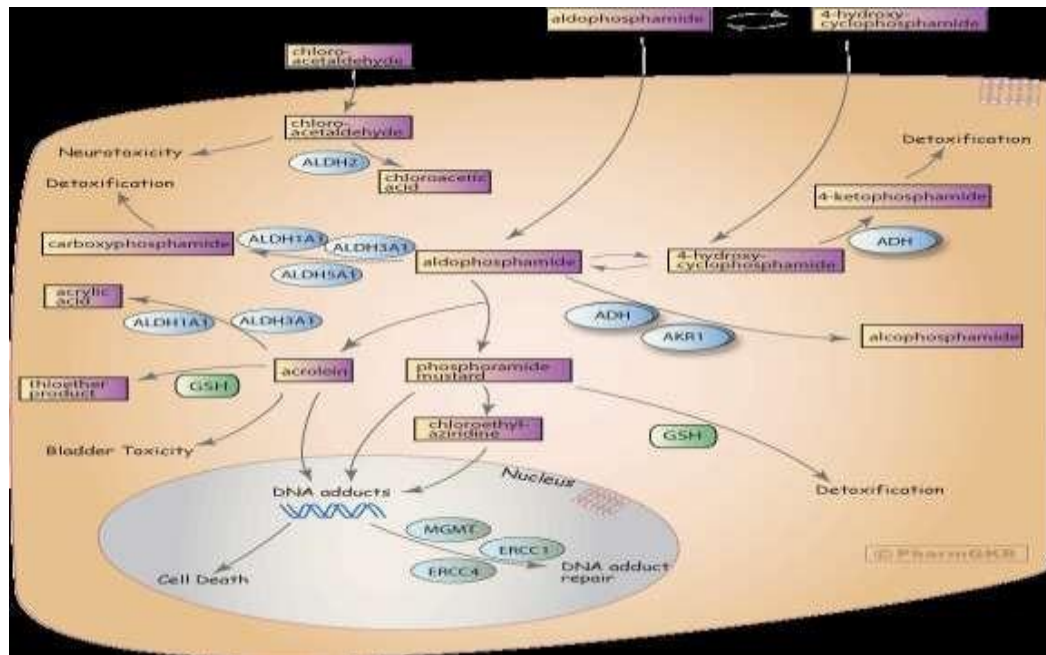 aldophosphamide
4-hydroxy-
cyclophosphamide
chloro-
acetaldehyde
chloro-
acetaldehyde
Neurotoxicity
ALDH2
chloroacetic
acid
Detoxification
Detoxification
4-ketophosphamide
carboxyphosphamide
ALDH1A1
ALDH3A1
ALDH5A1
aldophosphamide
4-hydroxy-
cyclophosphamide
ADH
acrylic
acid
ALDH1A1
ALDH3A1
ADH
AKR1
alcophosphamide
thioether
product
GSH
acrolein
phosphoramide
mustard
chloroethyl-
aziridine
GSH
Bladder Toxicity
Nucleus
DNA adducts
Detoxification
MGMT
ERCC1
ERCC4
Cell Death
DNA adduct
repair
© PharmGKB